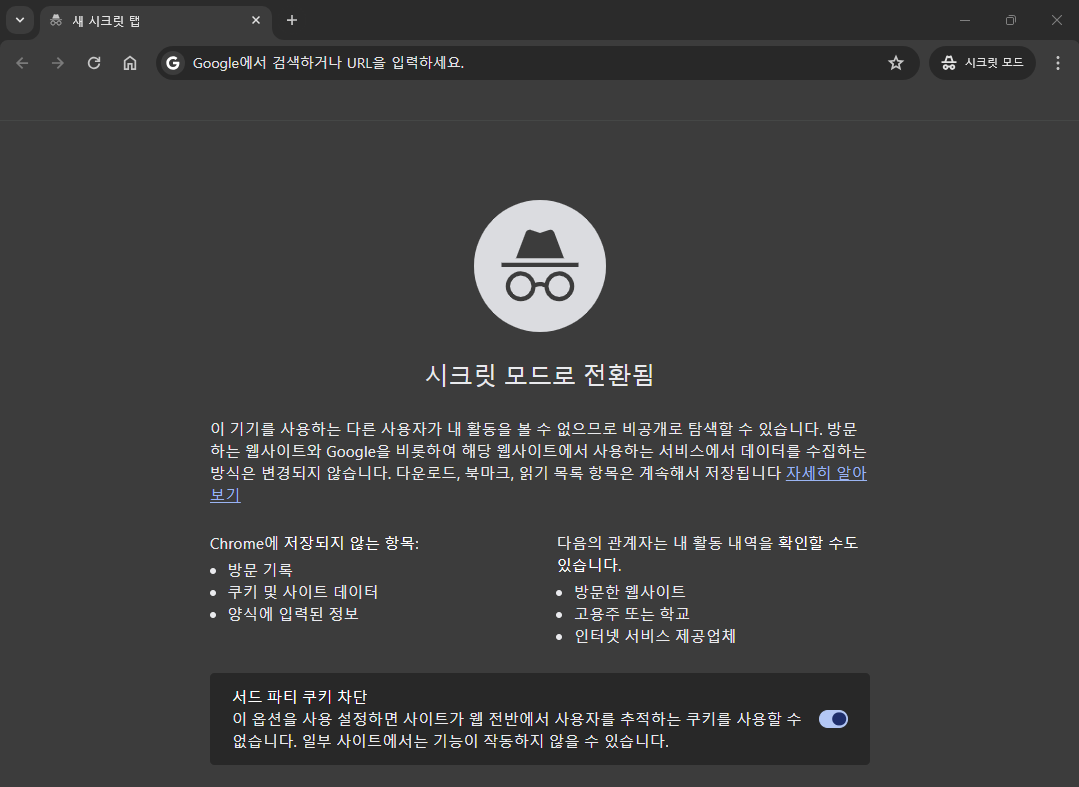 새 시크릿 탭
Google에서 검색하거나 URL을 입력하세요.
시크릿 모드
시크릿 모드로 전환됨
이 기기를 사용하는 다른 사용자가 내 활동을 볼 수 없으므로 비공개로 탐색할 수 있습니다. 방문
하는 웹사이트와 Google을 비롯하여 해당 웹사이트에서 사용하는 서비스에서 데이터를 수집하는
방식은 변경되지 않습니다. 다운로드, 북마크, 읽기 목록 항목은 계속해서 저장됩니다 자세히 알아
보기
Chrome에 저장되지 않는 항목:
방문 기록
쿠키 및 사이트 데이터
양식에 입력된 정보
다음의 관계자는 내 활동 내역을 확인할 수도
있습니다.
방문한 웹사이트
고용주 또는 학교
인터넷 서비스 제공업체
서드 파티 쿠키 차단
이 옵션을 사용 설정하면 사이트가 웹 전반에서 사용자를 추적하는 쿠키를 사용할 수
없습니다. 일부 사이트에서는 기능이 작동하지 않을 수 있습니다.